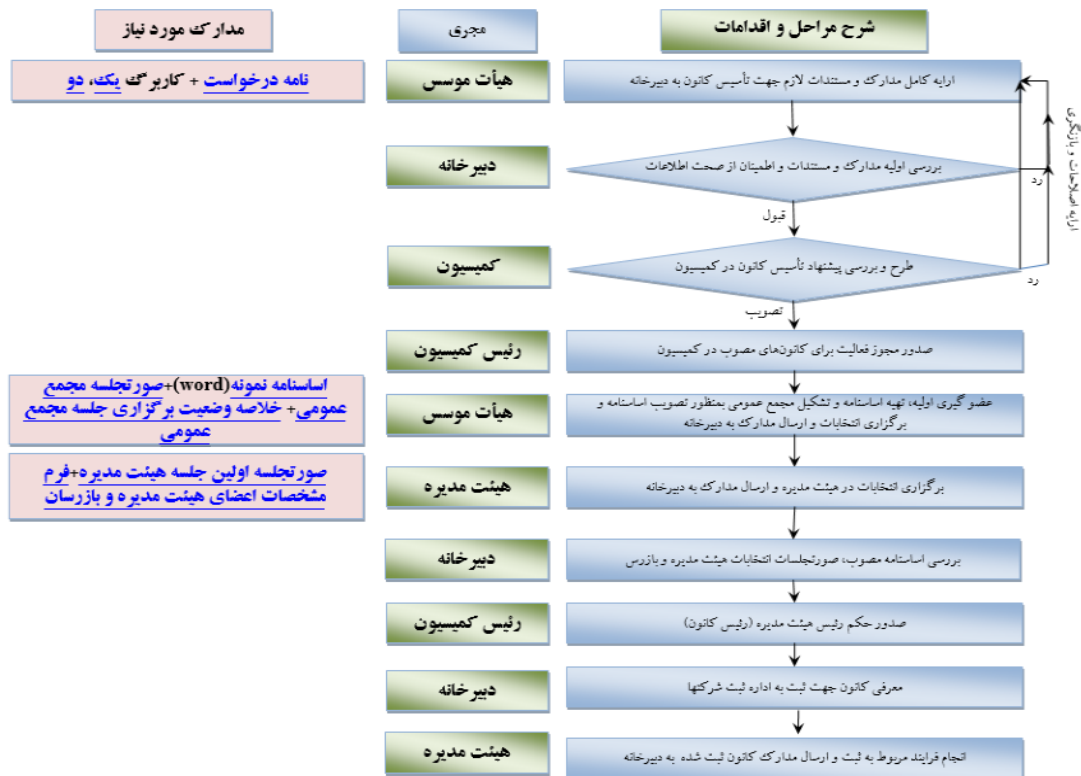 شرح مراحل و اقدامات
مجری
مدارک مورد نیاز
ارایه کامل مدارک و مستندات لازم جهت تأسیس کانون به دبیرخانه
هیأت موسس
نامه درخواست + کاربرگ یک، دو
بررسی اولیه مدارک و مستندات و اطمینان از صحت اطلاعات
دبیرخانه
رد
قبول
ارایه اصلاحات و بازنگری
طرح و بررسی پیشنهاد تأسیس کانون در کمیسیون
کمیسیون
رد
تصویب
صدور مجوز فعالیت برای کانون‌های مصوب در کمیسیون
رئیس کمیسیون
عضو گیری اولیه، تهیه اساسنامه و تشکیل مجمع عمومی بمنظور تصویب اساسنامه و
برگزاری انتخابات و ارسال مدارک به دبیرخانه
هیأت موسس
اساسنامه نمونه(word)+صورتجلسه مجمع
عمومی+ خلاصه وضعیت برگزاری جلسه مجمع
عمومی
برگزاری انتخابات در هیئت مدیره و ارسال مدارک به دبیرخانه
هیئت مدیره
صورتجلسه اولین جلسه هیئت مدیره+فرم
مشخصات اعضای هیئت مدیره و بازرسان
بررسی اساسنامه مصوب، صورتجلسات انتخابات هیئت مدیره و بازرس
دبیرخانه
صدور حکم رئیس هیئت مدیره (رئیس کانون)
رئیس کمیسیون
معرفی کانون جهت ثبت به اداره ثبت شرکتها
دبیرخانه
انجام فرایند مربوط به ثبت و ارسال مدارک کانون ثبت شده به دبیرخانه
هیئت مدیره